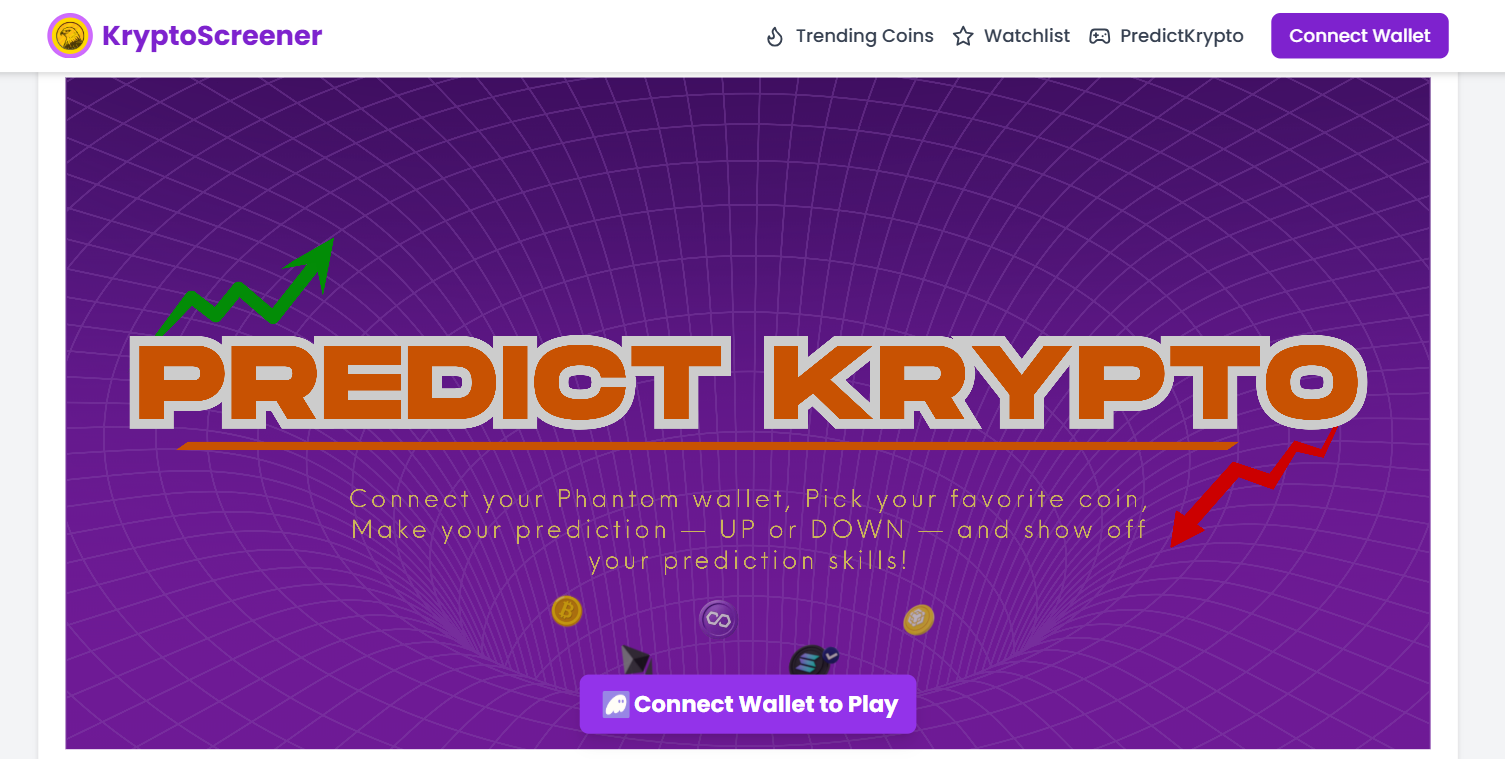 KryptoScreener
Trending Coins
Watchlist
PredictKrypto
Connect Wallet
PREDICT KRYPTO
Connect your Phantom wallet, Pick your favorite coin,
Make your prediction — UP or DOWN — and show off
your prediction skills!
Connect Wallet to Play